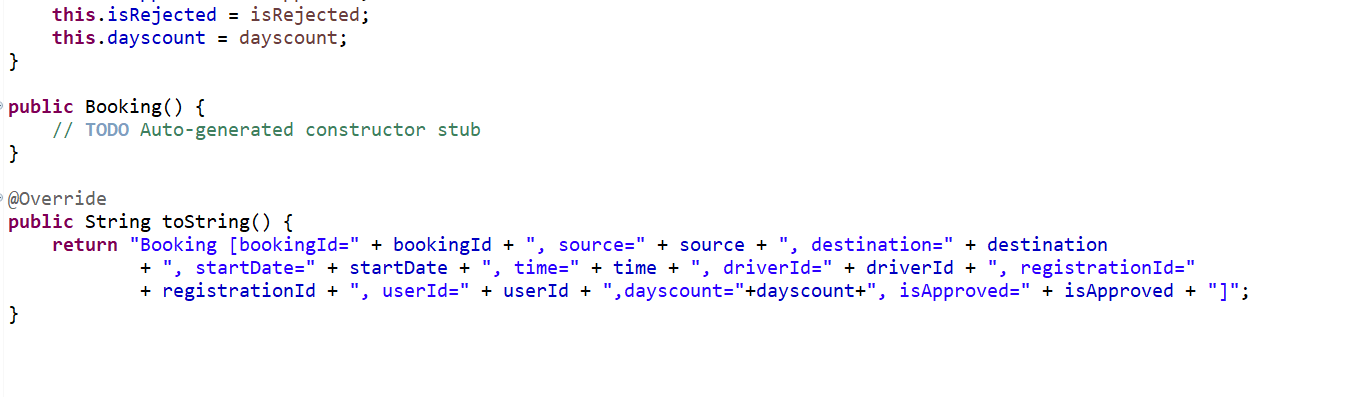 this.isRejected = isRejected;
this.dayscount = dayscount;
}
public Booking() {
// TODO Auto-generated constructor stub
}
@Override
public String toString() {
return "Booking [bookingId=" + bookingId + ", source=" + source + ", destination=" + destination
+ ", startDate=" + startDate + ", time=" + time + ", driverId=" + driverId + ", registrationId="
+ registrationId + ", userId=" + userId + ",dayscount="+dayscount+", isApproved=" + isApproved + "]";
}